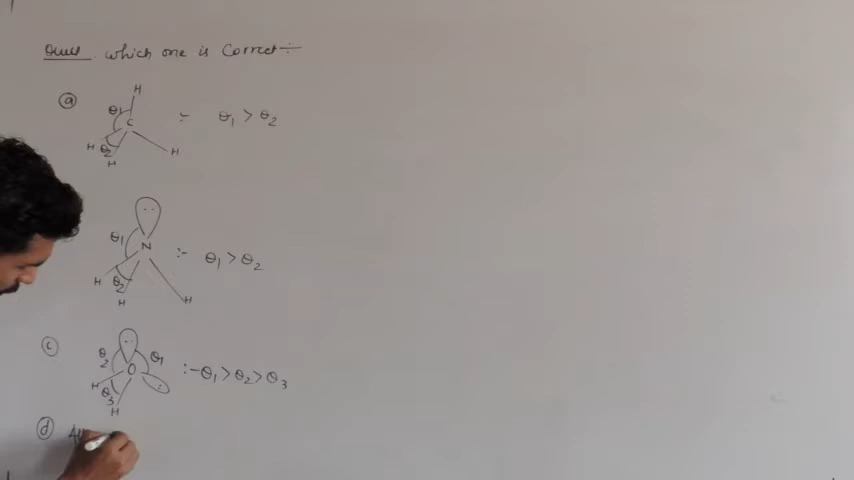 Ques which one is Correct :-
(a) H
θ1 C :- θ1 > θ2
H θ2 H
H
θ1 N :- θ1 > θ2
H θ2 H
H
(c) θ2 θ1
O :- θ1 > θ2 > θ3
H θ3
H
(d)